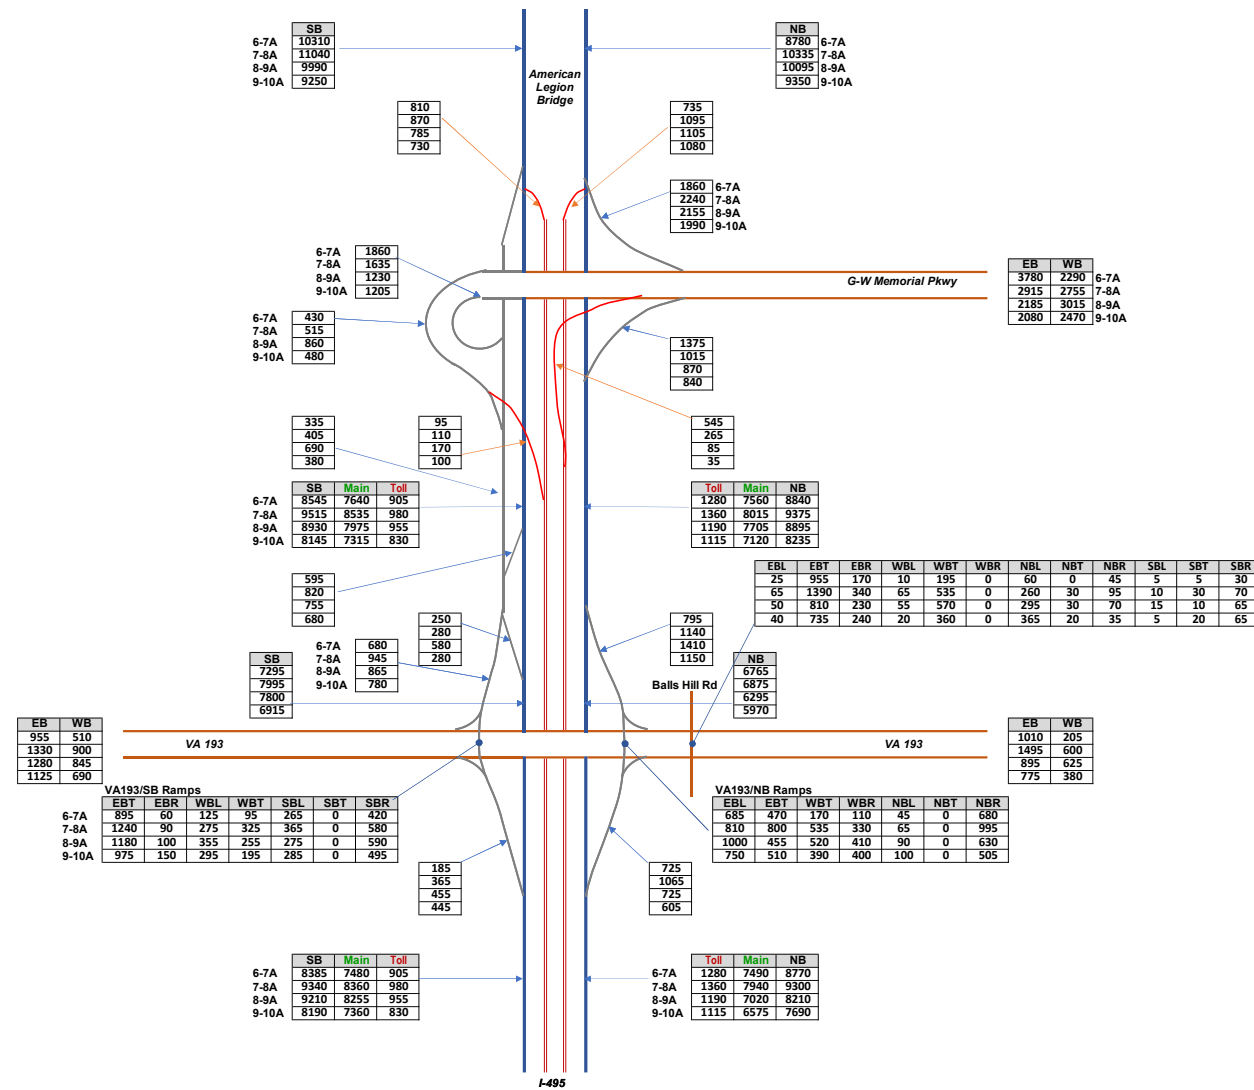 SB
6-7A 10310
7-8A 11040
8-9A 9990
9-10A 9250
NB
8780 6-7A
10335 7-8A
10095 8-9A
9350 9-10A
American
Legion
Bridge
810
870
785
730
735
1095
1105
1080
1860 6-7A
2240 7-8A
2155 8-9A
1990 9-10A
6-7A 1860
7-8A 1635
8-9A 1230
9-10A 1205
G-W Memorial Pkwy
EB WB
3780 2290 6-7A
2915 2755 7-8A
2185 3015 8-9A
2080 2470 9-10A
6-7A 430
7-8A 515
8-9A 860
9-10A 480
1375
1015
870
840
335
405
690
380
95
110
170
100
545
265
85
35
SB Main Toll
6-7A 8545 7640 905
7-8A 9515 8535 980
8-9A 8930 7975 955
9-10A 8145 7315 830
Toll Main NB
1280 7560 8840
1360 8015 9375
1190 7705 8895
1115 7120 8235
EBL EBT EBR WBL WBT WBR NBL NBT NBR SBL SBT SBR
25 955 170 10 195 0 60 0 45 5 5 30
65 1390 340 65 535 0 260 30 95 10 30 70
50 810 230 55 570 0 295 30 70 15 10 65
40 735 240 20 360 0 365 20 35 5 20 65
595
820
755
680
250
280
580
280
795
1140
1410
1150
6-7A 680
7-8A 945
8-9A 865
9-10A 780
SB
7295
7995
7800
6915
NB
6765
6875
6295
5970
Balls Hill Rd
EB WB
955 510
1330 900
1280 845
1125 690
VA 193
VA 193
EB WB
1010 205
1495 600
895 625
775 380
VA193/SB Ramps
EBT EBR WBL WBT SBL SBT SBR
6-7A 895 60 125 95 265 0 420
7-8A 1240 90 275 325 365 0 580
8-9A 1180 100 355 255 275 0 590
9-10A 975 150 295 195 285 0 495
VA193/NB Ramps
EBL EBT WBT WBR NBL NBT NBR
685 470 170 110 45 0 680
810 800 535 330 65 0 995
1000 455 520 410 90 0 630
750 510 390 400 100 0 505
185
365
455
445
725
1065
725
605
SB Main Toll
6-7A 8385 7480 905
7-8A 9340 8360 980
8-9A 9210 8255 955
9-10A 8190 7360 830
Toll Main NB
6-7A 1280 7490 8770
7-8A 1360 7940 9300
8-9A 1190 7020 8210
9-10A 1115 6575 7690
I-495